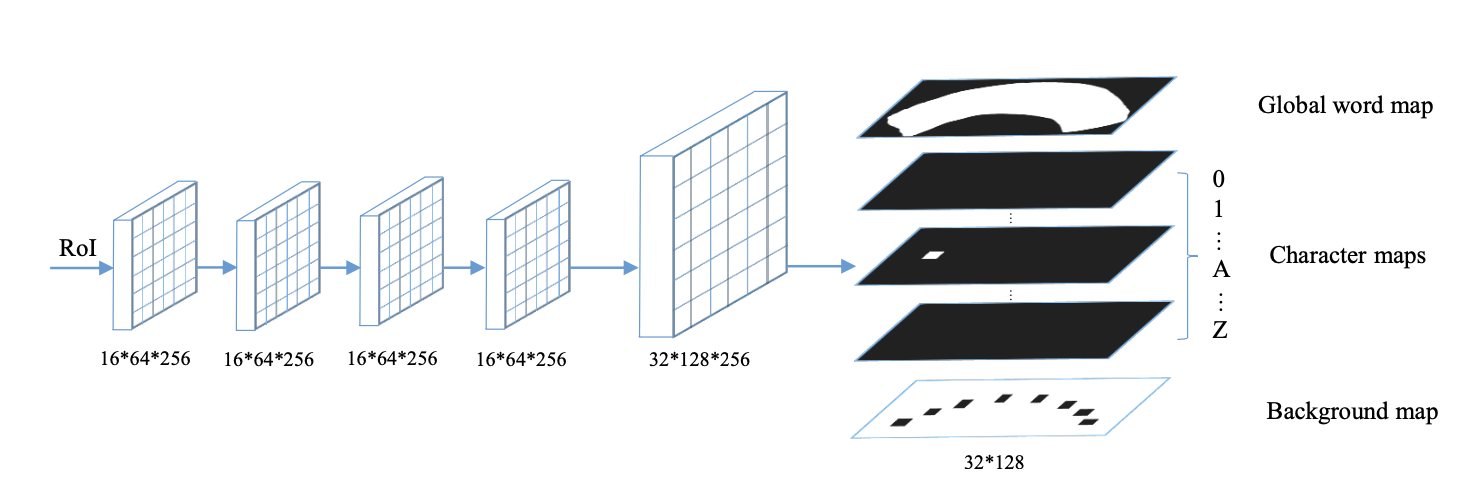 RoI
16*64*256
16*64*256
16*64*256
16*64*256
32*128*256
Global word map
0
1
⋮
A
⋮
Z
Character maps
Background map
32*128